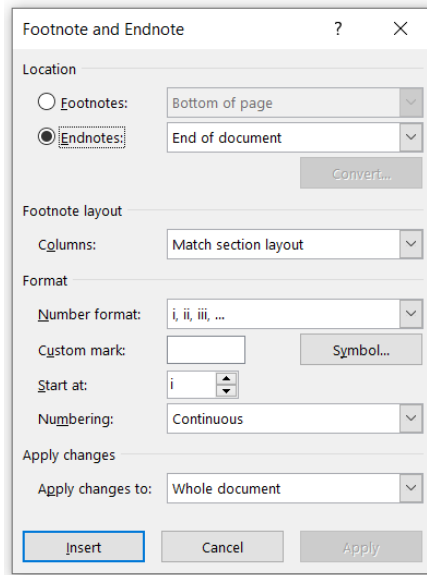 Footnote and Endnote ?
Location
Footnotes: Bottom of page
Endnotes: End of document
Convert...
Footnote layout
Columns: Match section layout
Format
Number format: i, ii, iii, ...
Custom mark: Symbol...
Start at: i
Numbering: Continuous
Apply changes
Apply changes to: Whole document
Insert Cancel Apply